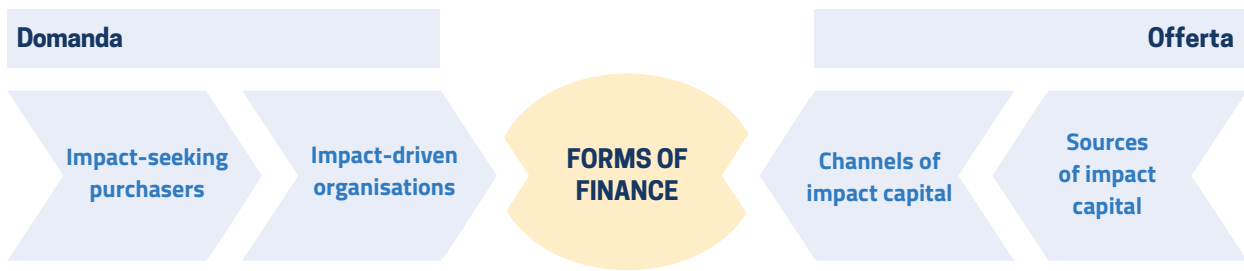 Domanda
Offerta
Impact-seeking
purchasers
Impact-driven
organisations
FORMS OF
FINANCE
Channels of
impact capital
Sources
of impact
capital